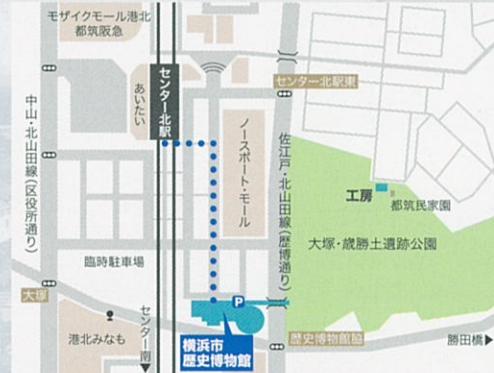 モザイクモール港北
都筑阪急
センター北駅
あいたい
センター北駅東
中山・北山田線（区役所通り）
ノースポート・モール
佐江戸・北山田線（歴博通り）
工房
都筑民家園
大塚・歳勝土遺跡公園
臨時駐車場
大塚
P
港北みなも
センター南▼
横浜市
歴史博物館
歴史博物館脇
勝田橋▶